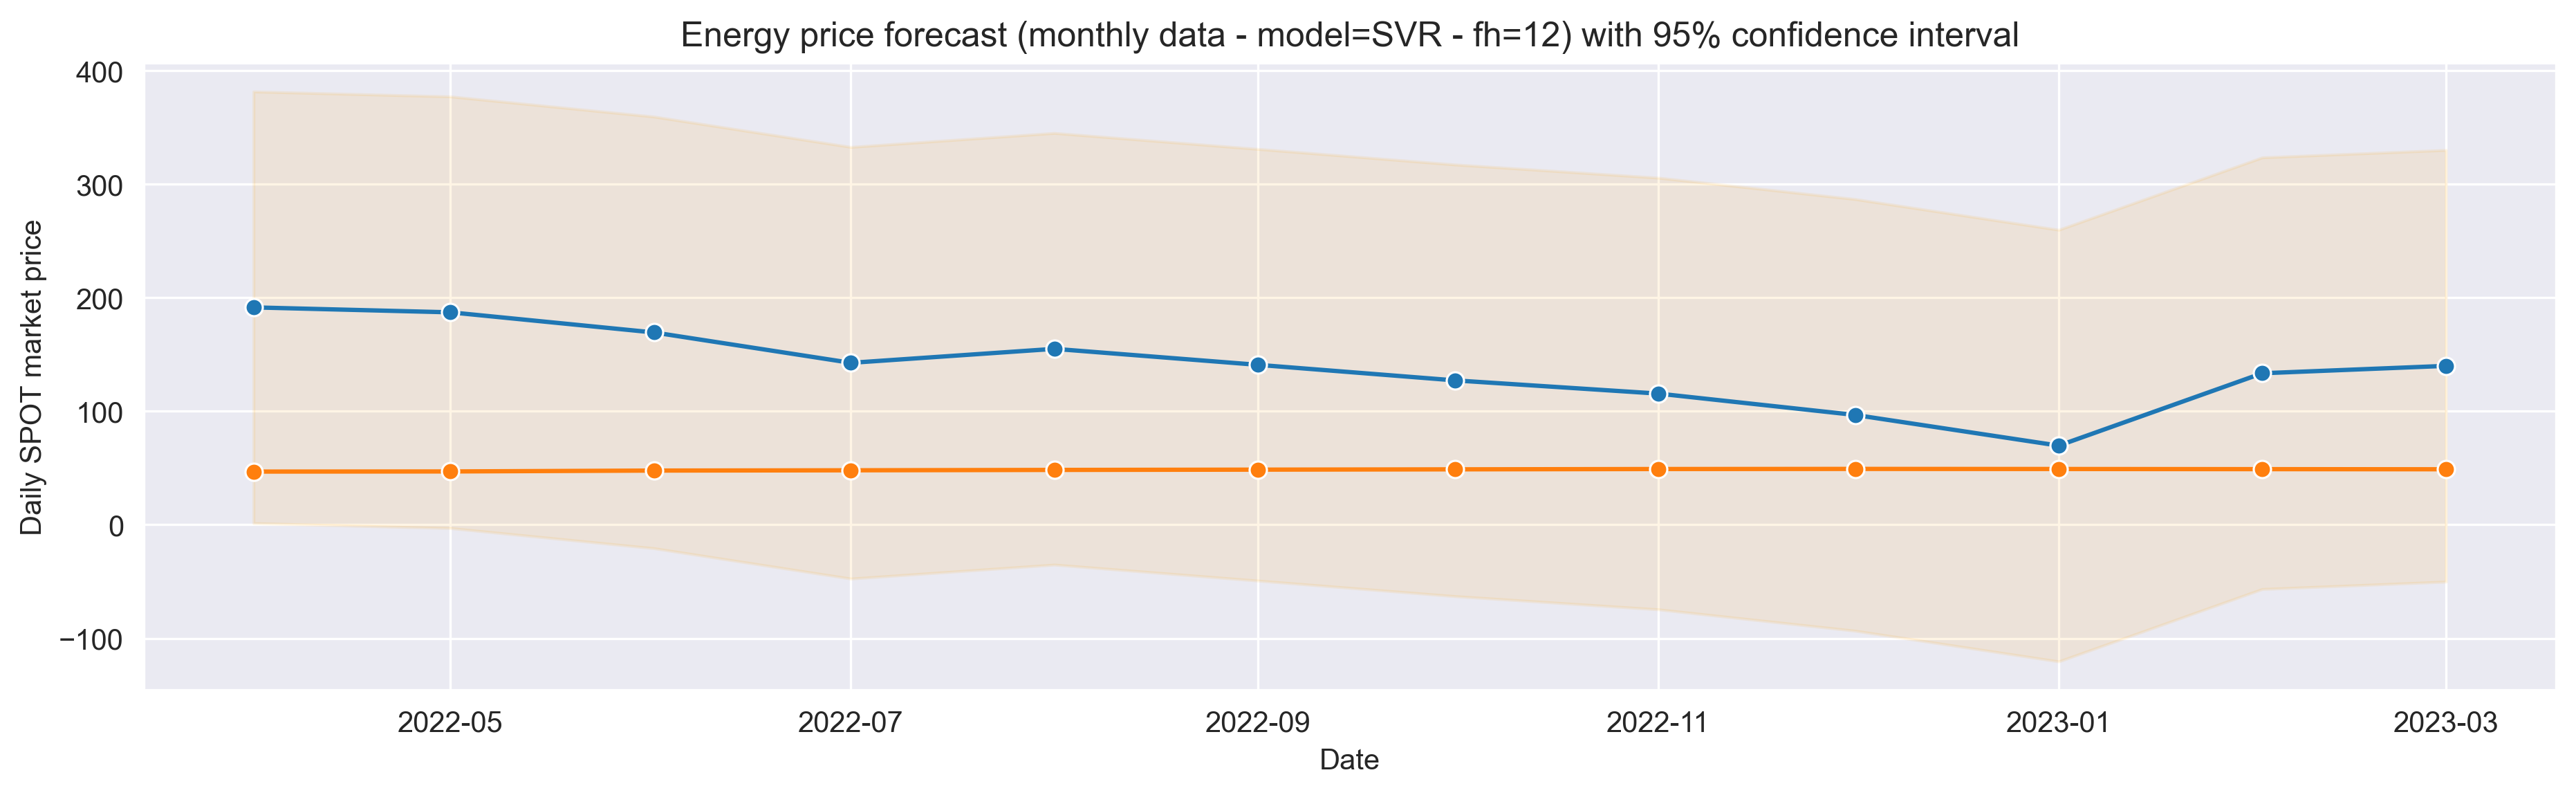 Energy price forecast (monthly data - model=SVR - fh=12) with 95% confidence interval
Daily SPOT market price
400
300
200
100
0
−100
2022-05 2022-07 2022-09 2022-11 2023-01 2023-03
Date